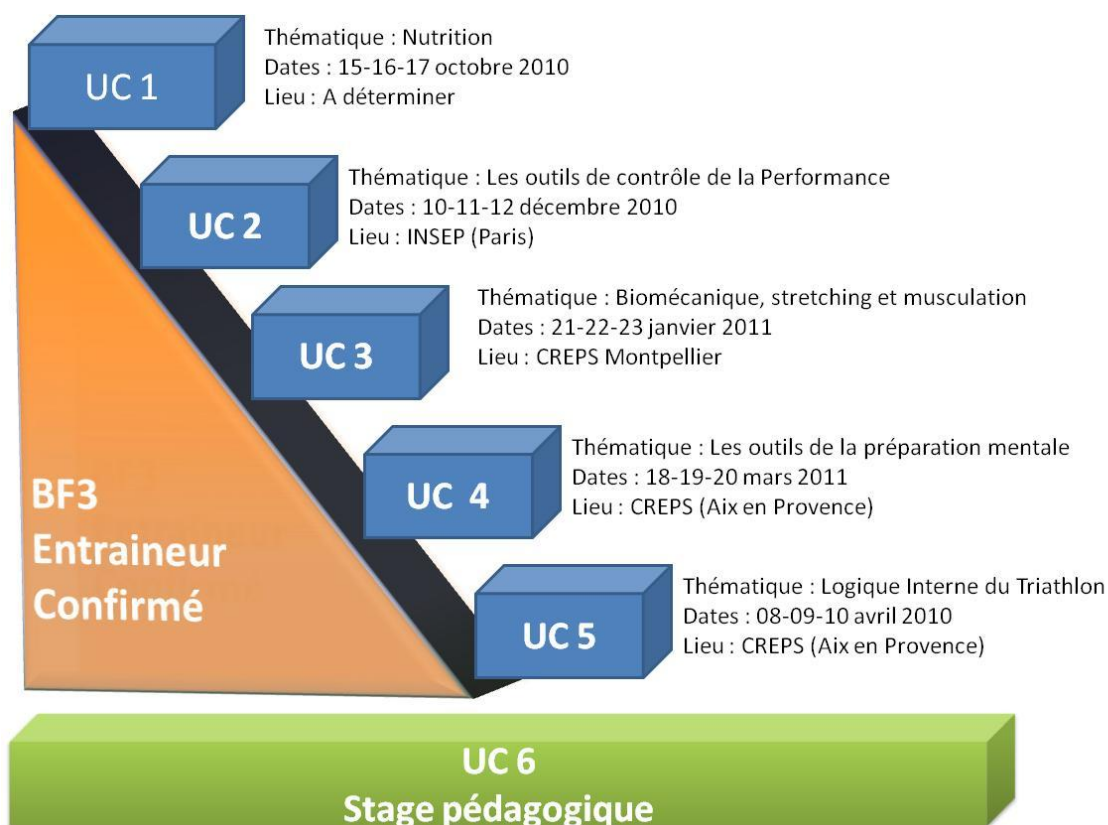 UC 1
Thématique : Nutrition
Dates : 15-16-17 octobre 2010
Lieu : A déterminer
UC 2
Thématique : Les outils de contrôle de la Performance
Dates : 10-11-12 décembre 2010
Lieu : INSEP (Paris)
UC 3
Thématique : Biomécanique, stretching et musculation
Dates : 21-22-23 janvier 2011
Lieu : CREPS Montpellier
UC 4
Thématique : Les outils de la préparation mentale
Dates : 18-19-20 mars 2011
Lieu : CREPS (Aix en Provence)
BF3
Entraineur
Confirmé
UC 5
Thématique : Logique Interne du Triathlon
Dates : 08-09-10 avril 2010
Lieu : CREPS (Aix en Provence)
UC 6
Stage pédagogique